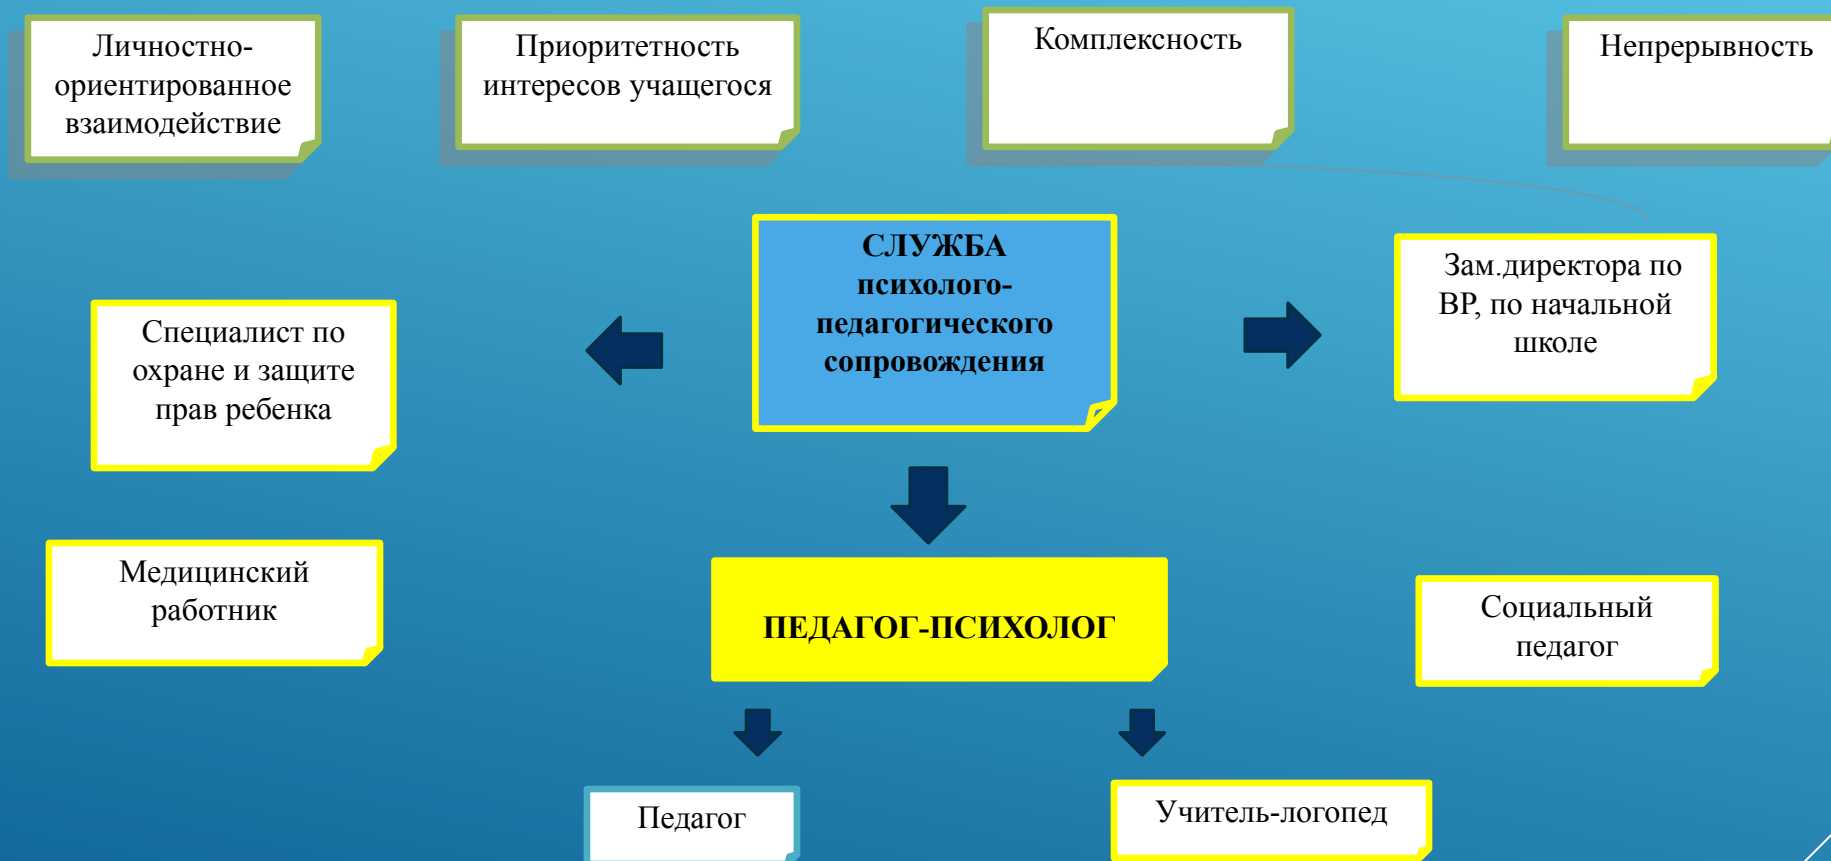 Личностно-
ориентированное
взаимодействие
Приоритетность
интересов учащегося
Комплексность
Непрерывность
СЛУЖБА
психолого-
педагогического
сопровождения
Зам.директора по
ВР, по начальной
школе
Специалист по
охране и защите
прав ребенка
Медицинский
работник
ПЕДАГОГ-ПСИХОЛОГ
Социальный
педагог
Педагог
Учитель-логопед